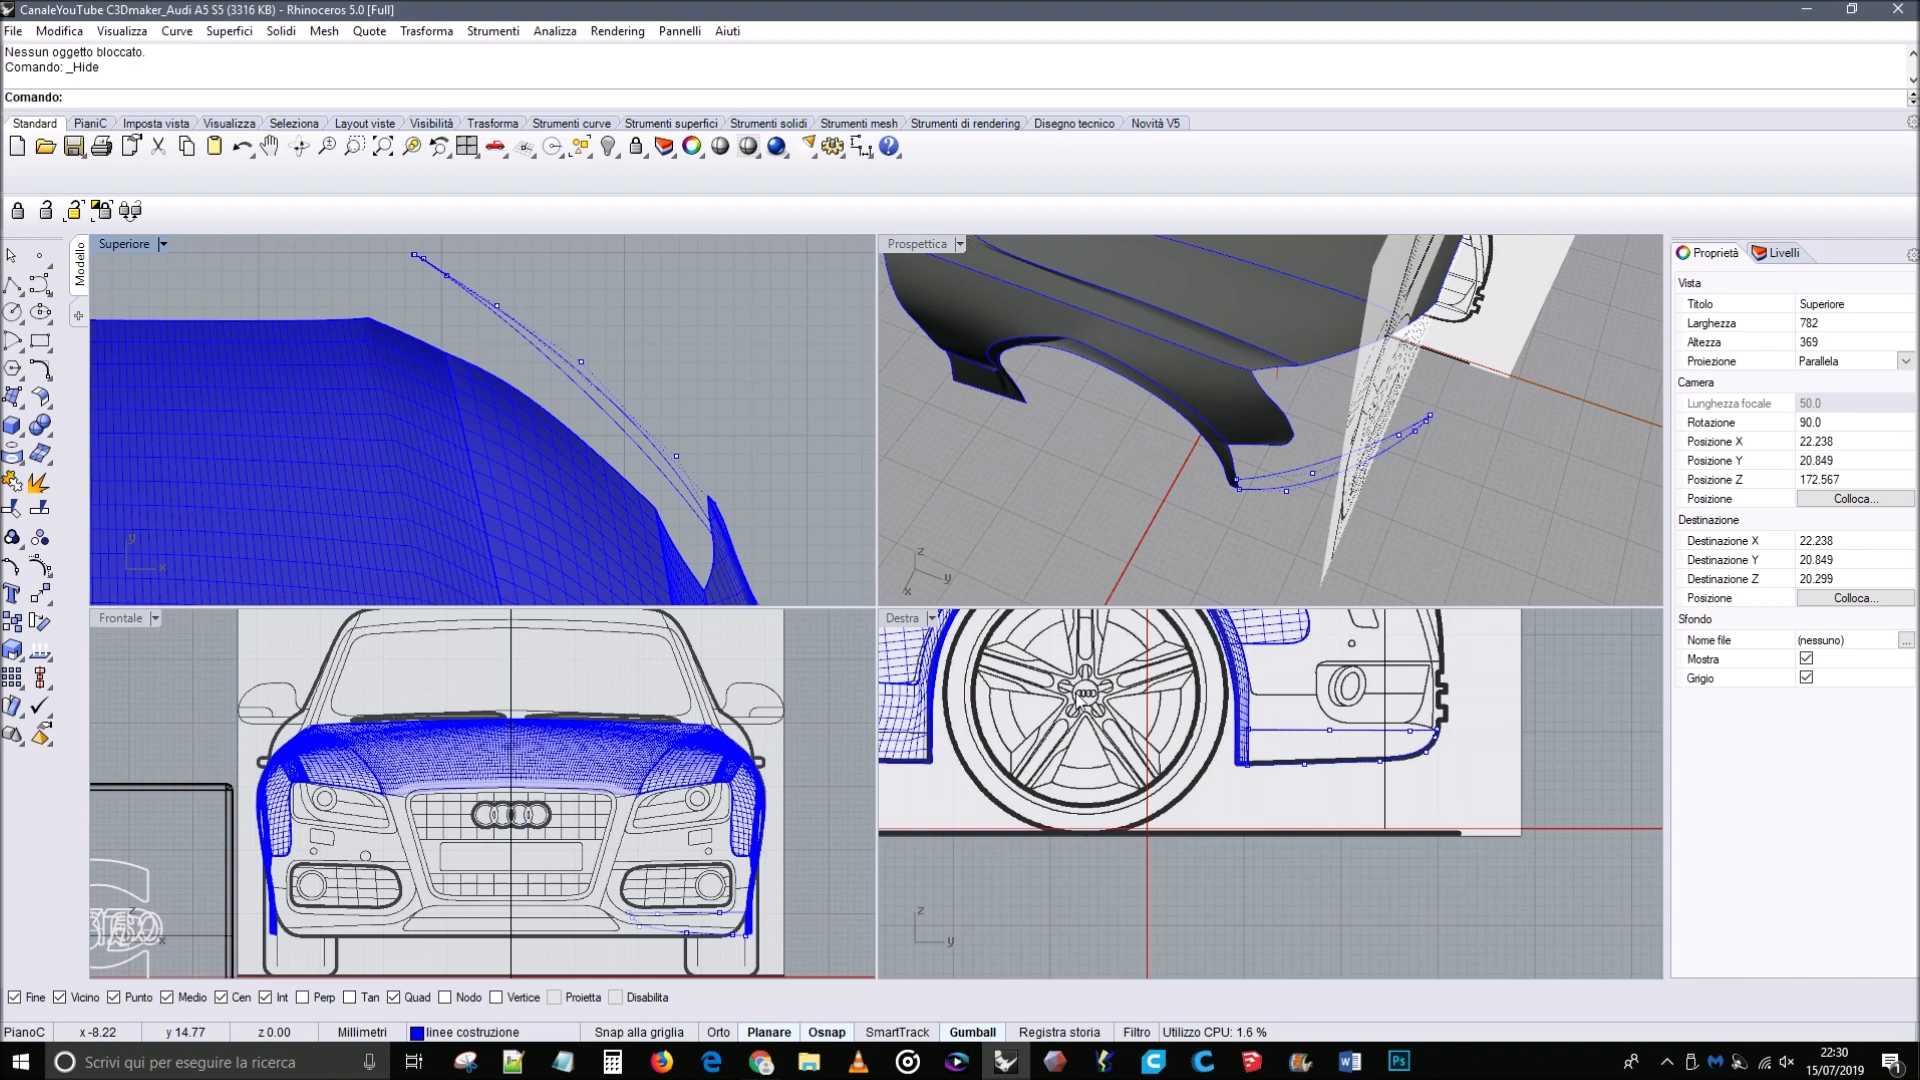 CanaleYouTube C3Dmaker_Audi A5 S5 (3316 KB) - Rhinoceros 5.0 [Full]
File Modifica Visualizza Curve Superfici Solidi Mesh Quote Trasforma Strumenti Analizza Rendering Pannelli Aiuti
Nessun oggetto bloccato.
Comando: _Hide
Comando:
Standard PianiC Imposta vista Visualizza Seleziona Layout viste Visibilità Trasforma Strumenti curve Strumenti superfici Strumenti solidi Strumenti mesh Strumenti di rendering Disegno tecnico Novità V5
Modello
Superiore
y
x
Prospettica
z
y
x
Frontale
z
x
Destra
z
y
Proprietà Livelli
Vista
Titolo Superiore
Larghezza 782
Altezza 369
Proiezione Parallela
Camera
Lunghezza focale 50.0
Rotazione 90.0
Posizione X 22.238
Posizione Y 20.849
Posizione Z 172.567
Posizione Colloca...
Destinazione
Destinazione X 22.238
Destinazione Y 20.849
Destinazione Z 20.299
Posizione Colloca...
Sfondo
Nome file (nessuno) ...
Mostra
Grigio
Fine Vicino Punto Medio Cen Int Perp Tan Quad Nodo Vertice Proietta Disabilita
PianoC x -8.22 y 14.77 z 0.00 Millimetri linee costruzione Snap alla griglia Orto Planare Osnap SmartTrack Gumball Registra storia Filtro Utilizzo CPU: 1.6 %
Scrivi qui per eseguire la ricerca
22:30
15/07/2019
1